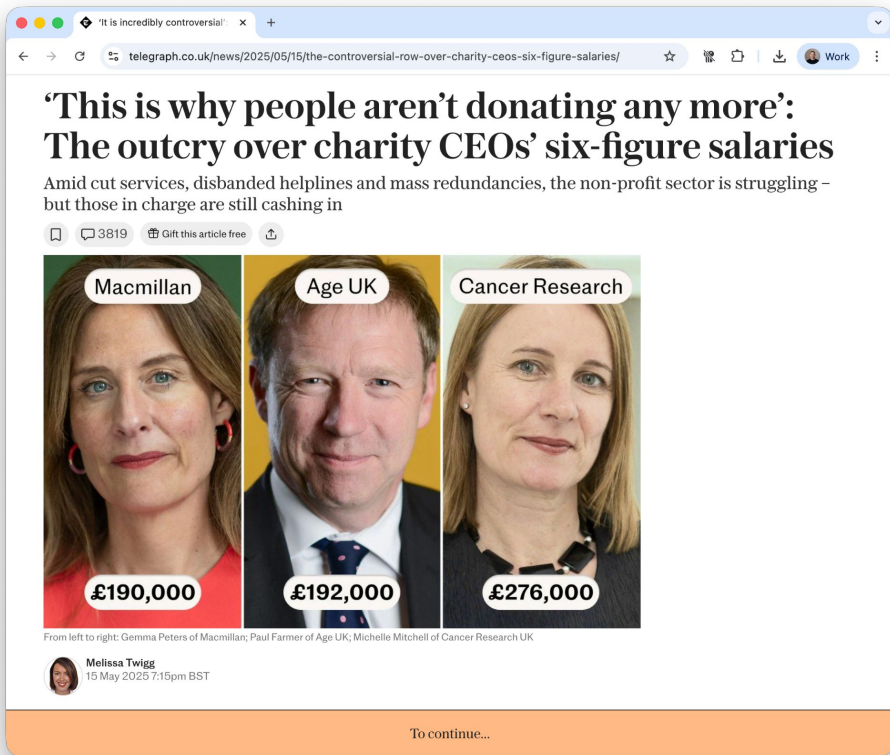 'It is incredibly controversial':
telegraph.co.uk/news/2025/05/15/the-controversial-row-over-charity-ceos-six-figure-salaries/
Work
‘This is why people aren’t donating any more’:
The outcry over charity CEOs’ six-figure salaries
Amid cut services, disbanded helplines and mass redundancies, the non-profit sector is struggling –
but those in charge are still cashing in
3819 Gift this article free
Macmillan Age UK Cancer Research
£190,000 £192,000 £276,000
From left to right: Gemma Peters of Macmillan; Paul Farmer of Age UK; Michelle Mitchell of Cancer Research UK
Melissa Twigg
15 May 2025 7:15pm BST
To continue...